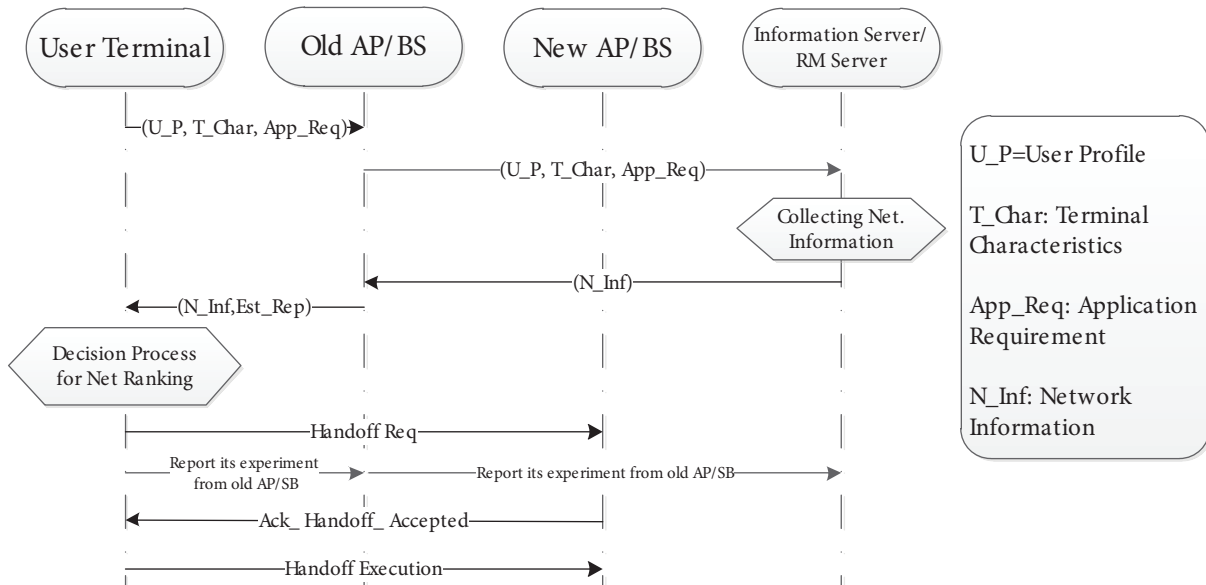 User Terminal
Old AP/BS
New AP/BS
Information Server/
RM Server
(U_P, T_Char, App_Req)
(U_P, T_Char, App_Req)
Collecting Net.
Information
(N_Inf)
(N_Inf,Est_Rep)
Decision Process
for Net Ranking
Handoff Req
Report its experiment
from old AP/SB
Report its experiment from old AP/SB
Ack_ Handoff_ Accepted
Handoff Execution
U_P=User Profile
T_Char: Terminal
Characteristics
App_Req: Application
Requirement
N_Inf: Network
Information